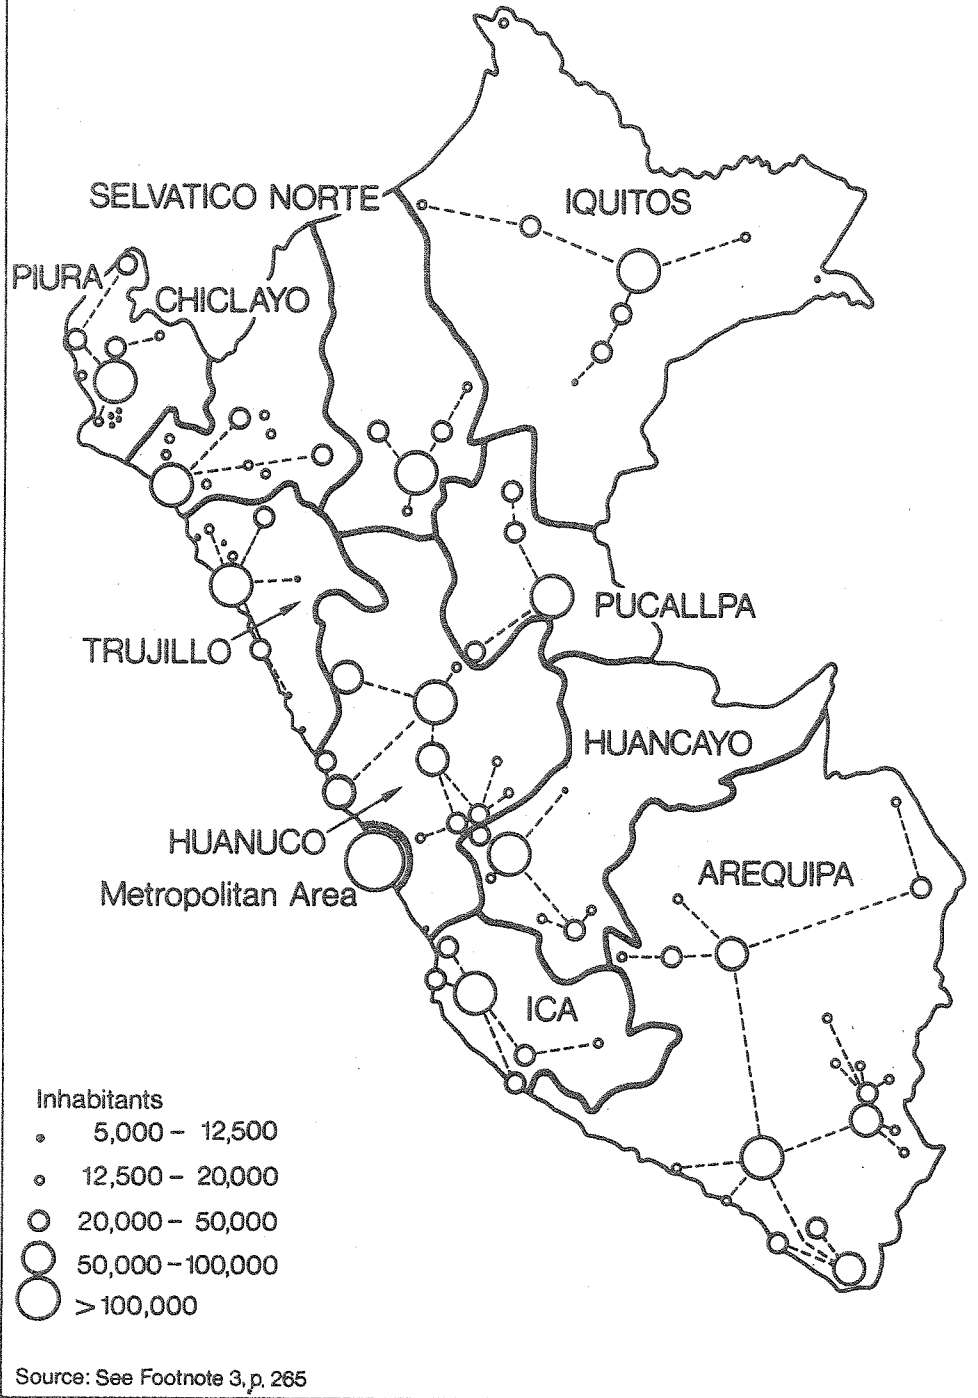 SELVATICO NORTE
IQUITOS
PIURA
CHICLAYO
PUCALLPA
TRUJILLO
HUANCAYO
HUANUCO
AREQUIPA
Metropolitan Area
ICA
Inhabitants
5,000 - 12,500
12,500 - 20,000
20,000 - 50,000
50,000 - 100,000
>100,000
Source: See Footnote 3, p. 265